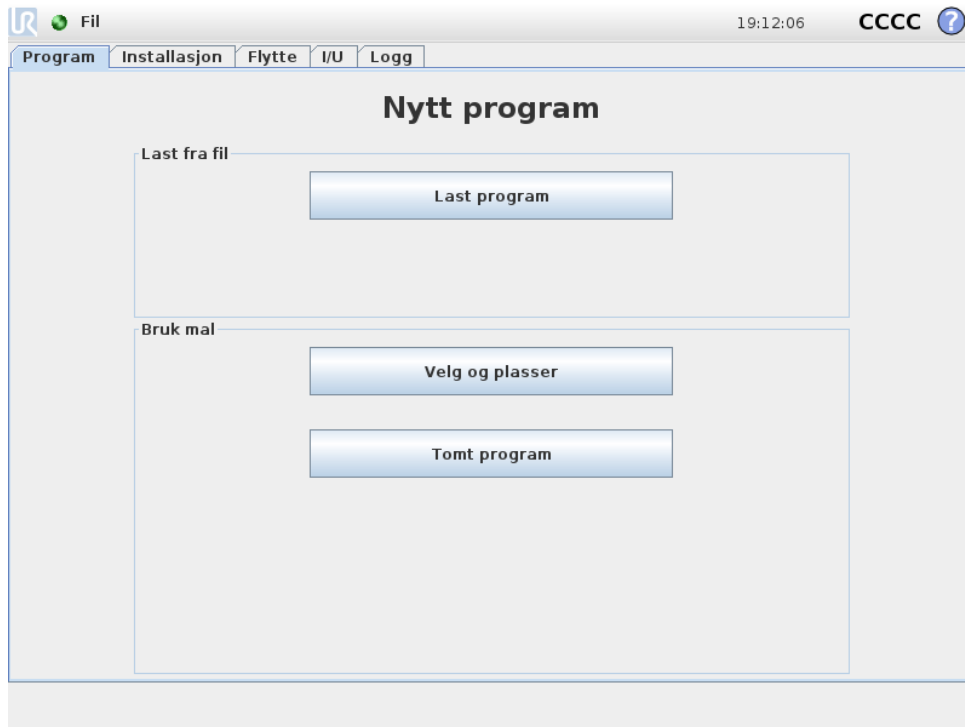 UR Fil 19:12:06 CCCC ?
Program Installasjon Flytte I/U Logg
Nytt program
Last fra fil
Last program
Bruk mal
Velg og plasser
Tomt program